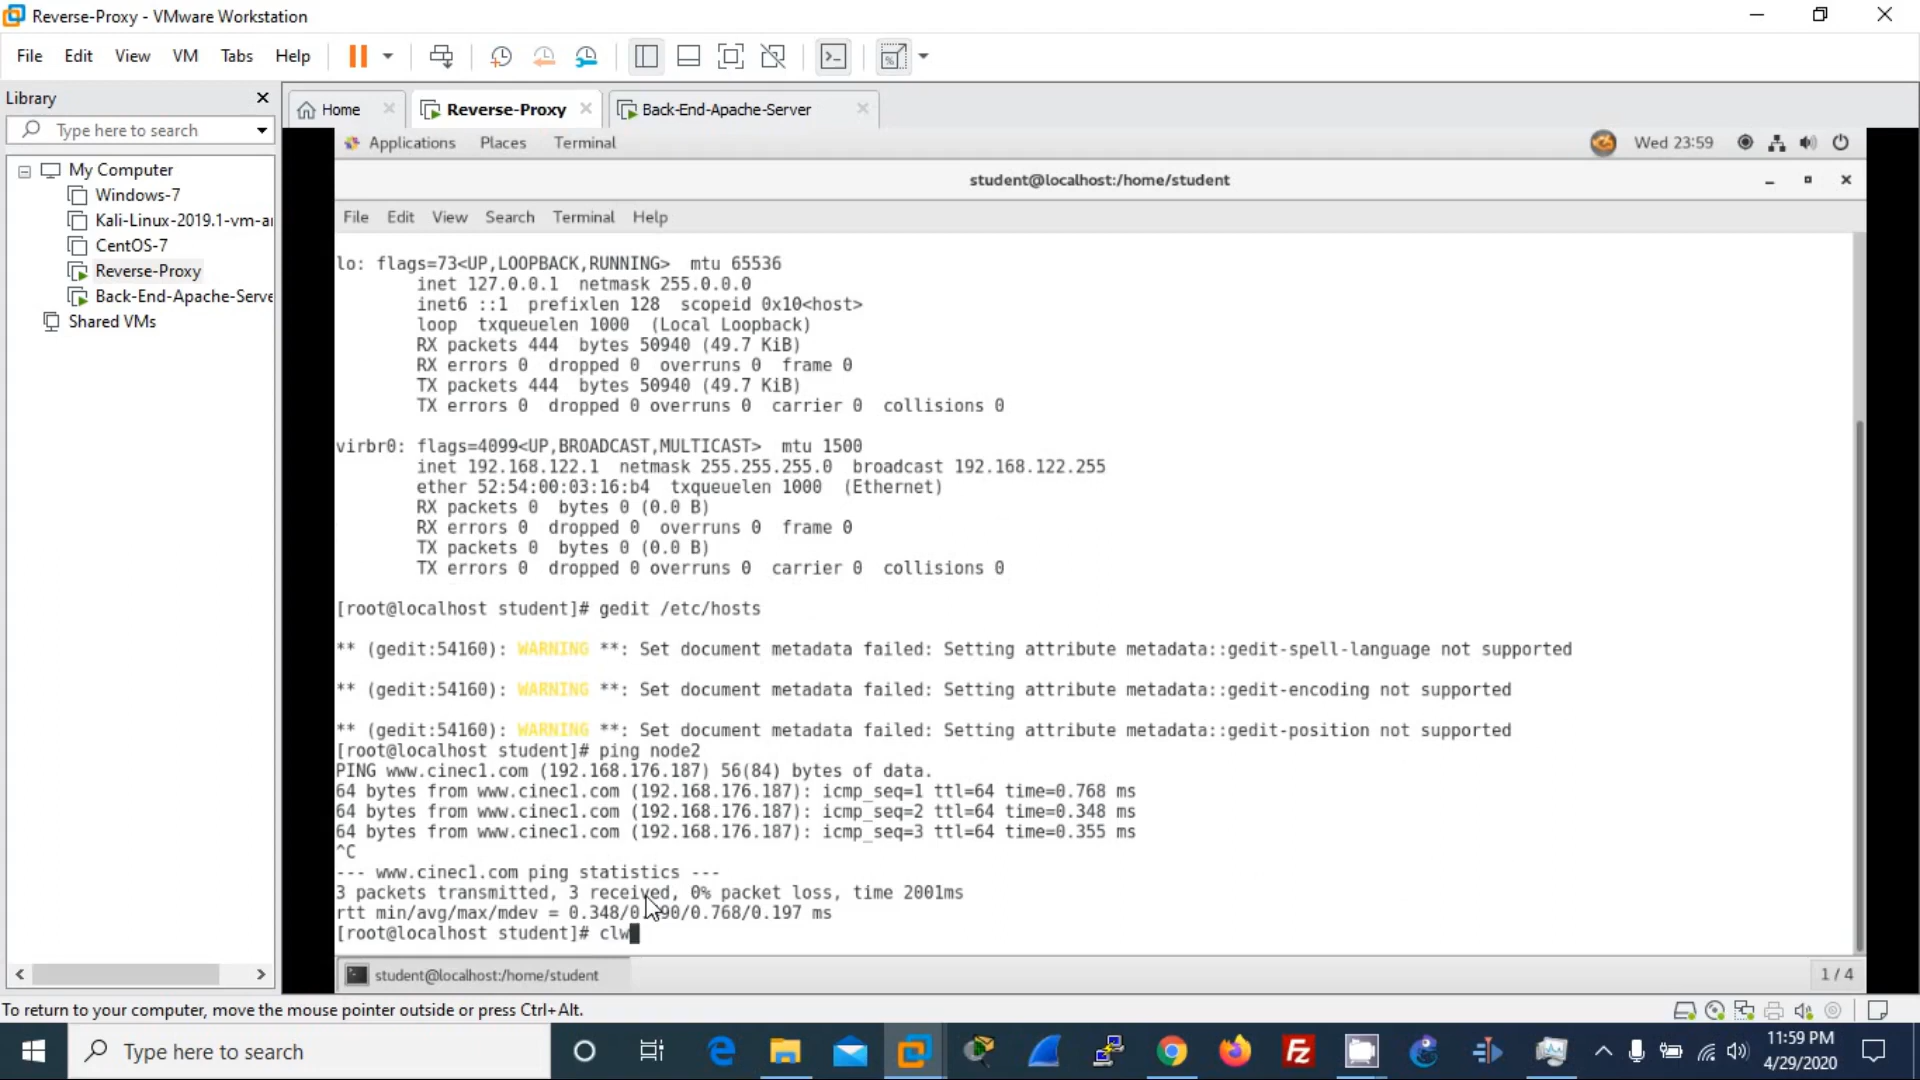 Reverse-Proxy - VMware Workstation
File Edit View VM Tabs Help
Library
Type here to search
My Computer
Windows-7
Kali-Linux-2019.1-vm-a
CentOS-7
Reverse-Proxy
Back-End-Apache-Serve
Shared VMs
Home Reverse-Proxy Back-End-Apache-Server
Applications Places Terminal Wed 23:59
student@localhost:/home/student
File Edit View Search Terminal Help
lo: flags=73<UP,LOOPBACK,RUNNING> mtu 65536
inet 127.0.0.1 netmask 255.0.0.0
inet6 ::1 prefixlen 128 scopeid 0x10<host>
loop txqueuelen 1000 (Local Loopback)
RX packets 444 bytes 50940 (49.7 KiB)
RX errors 0 dropped 0 overruns 0 frame 0
TX packets 444 bytes 50940 (49.7 KiB)
TX errors 0 dropped 0 overruns 0 carrier 0 collisions 0
virbr0: flags=4099<UP,BROADCAST,MULTICAST> mtu 1500
inet 192.168.122.1 netmask 255.255.255.0 broadcast 192.168.122.255
ether 52:54:00:03:16:b4 txqueuelen 1000 (Ethernet)
RX packets 0 bytes 0 (0.0 B)
RX errors 0 dropped 0 overruns 0 frame 0
TX packets 0 bytes 0 (0.0 B)
TX errors 0 dropped 0 overruns 0 carrier 0 collisions 0
[root@localhost student]# gedit /etc/hosts
** (gedit:54160): WARNING **: Set document metadata failed: Setting attribute metadata::gedit-spell-language not supported
** (gedit:54160): WARNING **: Set document metadata failed: Setting attribute metadata::gedit-encoding not supported
** (gedit:54160): WARNING **: Set document metadata failed: Setting attribute metadata::gedit-position not supported
[root@localhost student]# ping node2
PING www.cinec1.com (192.168.176.187) 56(84) bytes of data.
64 bytes from www.cinec1.com (192.168.176.187): icmp_seq=1 ttl=64 time=0.768 ms
64 bytes from www.cinec1.com (192.168.176.187): icmp_seq=2 ttl=64 time=0.348 ms
64 bytes from www.cinec1.com (192.168.176.187): icmp_seq=3 ttl=64 time=0.355 ms
^C
--- www.cinec1.com ping statistics ---
3 packets transmitted, 3 received, 0% packet loss, time 2001ms
rtt min/avg/max/mdev = 0.348/0.490/0.768/0.197 ms
[root@localhost student]# clw
student@localhost:/home/student 1 / 4
To return to your computer, move the mouse pointer outside or press Ctrl+Alt.
Type here to search
11:59 PM
4/29/2020